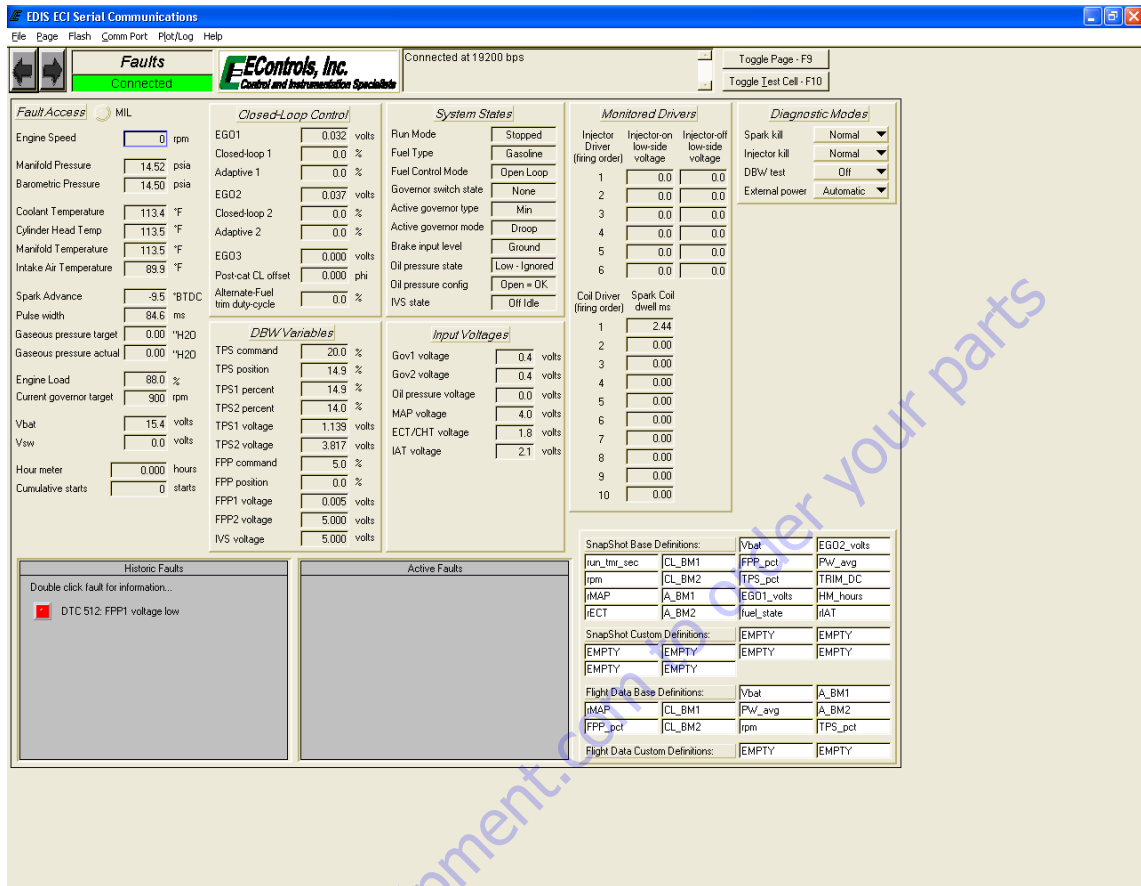 EDIS ECI Serial Communications
File Page Flash Comm Port Plot/Log Help
Faults
Connected
EControls, Inc.
Control and Instrumentation Specialists
Connected at 19200 bps
Toggle Page - F9
Toggle Test Cell - F10
Fault Access MIL
Engine Speed 0 rpm
Manifold Pressure 14.52 psia
Barometric Pressure 14.50 psia
Coolant Temperature 113.4 °F
Cylinder Head Temp 113.5 °F
Manifold Temperature 113.5 °F
Intake Air Temperature 89.9 °F
Spark Advance -9.5 °BTDC
Pulse width 84.6 ms
Gaseous pressure target 0.00 "H2O
Gaseous pressure actual 0.00 "H2O
Engine Load 88.0 %
Current governor target 900 rpm
Vbat 15.4 volts
Vsw 0.0 volts
Hour meter 0.000 hours
Cumulative starts 0 starts
Closed-Loop Control
EGO1 0.032 volts
Closed-loop 1 0.0 %
Adaptive 1 0.0 %
EGO2 0.037 volts
Closed-loop 2 0.0 %
Adaptive 2 0.0 %
EGO3 0.000 volts
Post-cat CL offset 0.000 phi
Alternate-Fuel
trim duty-cycle 0.0 %
DBW Variables
TPS command 20.0 %
TPS position 14.9 %
TPS1 percent 14.9 %
TPS2 percent 14.0 %
TPS1 voltage 1.139 volts
TPS2 voltage 3.817 volts
FPP command 5.0 %
FPP position 0.0 %
FPP1 voltage 0.005 volts
FPP2 voltage 5.000 volts
IVS voltage 5.000 volts
System States
Run Mode Stopped
Fuel Type Gasoline
Fuel Control Mode Open Loop
Governor switch state None
Active governor type Min
Active governor mode Droop
Brake input level Ground
Oil pressure state Low - Ignored
Oil pressure config Open = OK
IVS state Off Idle
Input Voltages
Gov1 voltage 0.4 volts
Gov2 voltage 0.4 volts
Oil pressure voltage 0.0 volts
MAP voltage 4.0 volts
ECT/CHT voltage 1.8 volts
IAT voltage 2.1 volts
Monitored Drivers
Injector Injector-on Injector-off
Driver low-side low-side
(firing order) voltage voltage
1 0.0 0.0
2 0.0 0.0
3 0.0 0.0
4 0.0 0.0
5 0.0 0.0
6 0.0 0.0
Coil Driver Spark Coil
(firing order) dwell ms
1 2.44
2 0.00
3 0.00
4 0.00
5 0.00
6 0.00
7 0.00
8 0.00
9 0.00
10 0.00
Diagnostic Modes
Spark kill Normal
Injector kill Normal
DBW test Off
External power Automatic
Historic Faults
Double click fault for information...
DTC 512: FPP1 voltage low
Active Faults
SnapShot Base Definitions: Vbat EGO2_volts
run_tmr_sec CL_BM1 FPP_pct PW_avg
rpm CL_BM2 TPS_pct TRIM_DC
rMAP A_BM1 EGO1_volts HM_hours
rECT A_BM2 fuel_state rIAT
SnapShot Custom Definitions: EMPTY EMPTY
EMPTY EMPTY EMPTY EMPTY
EMPTY EMPTY
Flight Data Base Definitions: Vbat A_BM1
rMAP CL_BM1 PW_avg A_BM2
FPP_pct CL_BM2 rpm TPS_pct
Flight Data Custom Definitions: EMPTY EMPTY
pment.com to order your parts